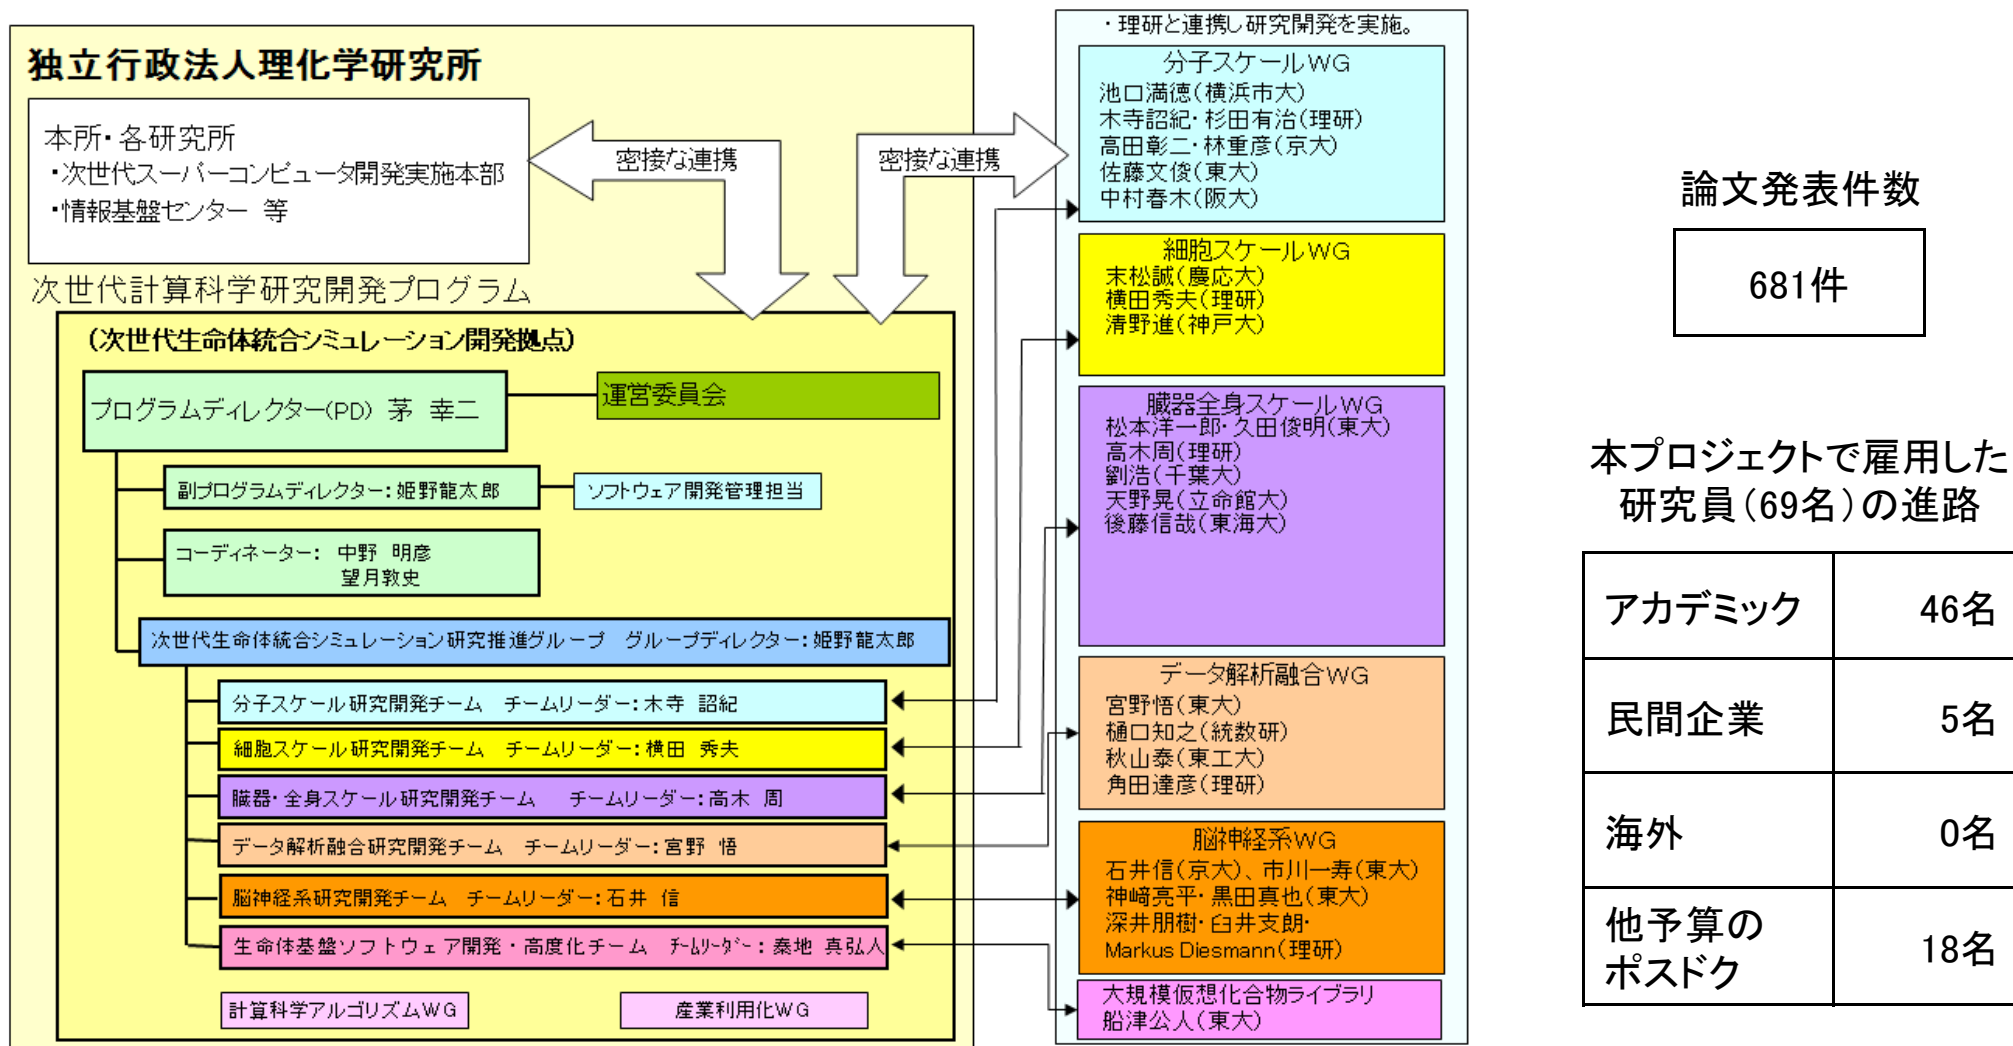 独立行政法人理化学研究所
本所・各研究所
・次世代スーパーコンピュータ開発実施本部
・情報基盤センター 等
密接な連携
密接な連携
次世代計算科学研究開発プログラム
(次世代生命体統合シミュレーション開発拠点)
プログラムディレクター(PD) 茅 幸二
運営委員会
副プログラムディレクター:姫野龍太郎
ソフトウェア開発管理担当
コーディネーター: 中野 明彦
望月敦史
次世代生命体統合シミュレーション研究推進グループ グループディレクター:姫野龍太郎
分子スケール研究開発チーム チームリーダー:木寺 詔紀
細胞スケール研究開発チーム チームリーダー:横田 秀夫
臓器・全身スケール研究開発チーム チームリーダー:高木 周
データ解析融合研究開発チーム チームリーダー:宮野 悟
脳神経系研究開発チーム チームリーダー:石井 信
生命体基盤ソフトウェア開発・高度化チーム チームリーダー:泰地 真弘人
計算科学アルゴリズムWG
産業利用化WG
・理研と連携し研究開発を実施。
分子スケールWG
池口満徳(横浜市大)
木寺詔紀・杉田有治(理研)
高田彰二・林重彦(京大)
佐藤文俊(東大)
中村春木(阪大)
細胞スケールWG
末松誠(慶応大)
横田秀夫(理研)
清野進(神戸大)
臓器全身スケールWG
松本洋一郎・久田俊明(東大)
高木周(理研)
劉浩(千葉大)
天野晃(立命館大)
後藤信哉(東海大)
データ解析融合WG
宮野悟(東大)
樋口知之(統数研)
秋山泰(東工大)
角田達彦(理研)
脳神経系WG
石井信(京大)、市川一寿(東大)
神崎亮平・黒田真也(東大)
深井朋樹・臼井支朗・
Markus Diesmann(理研)
大規模仮想化合物ライブラリ
船津公人(東大)
論文発表件数
681件
本プロジェクトで雇用した
研究員(69名)の進路
アカデミック 46名
民間企業 5名
海外 0名
他予算の
ポスドク 18名